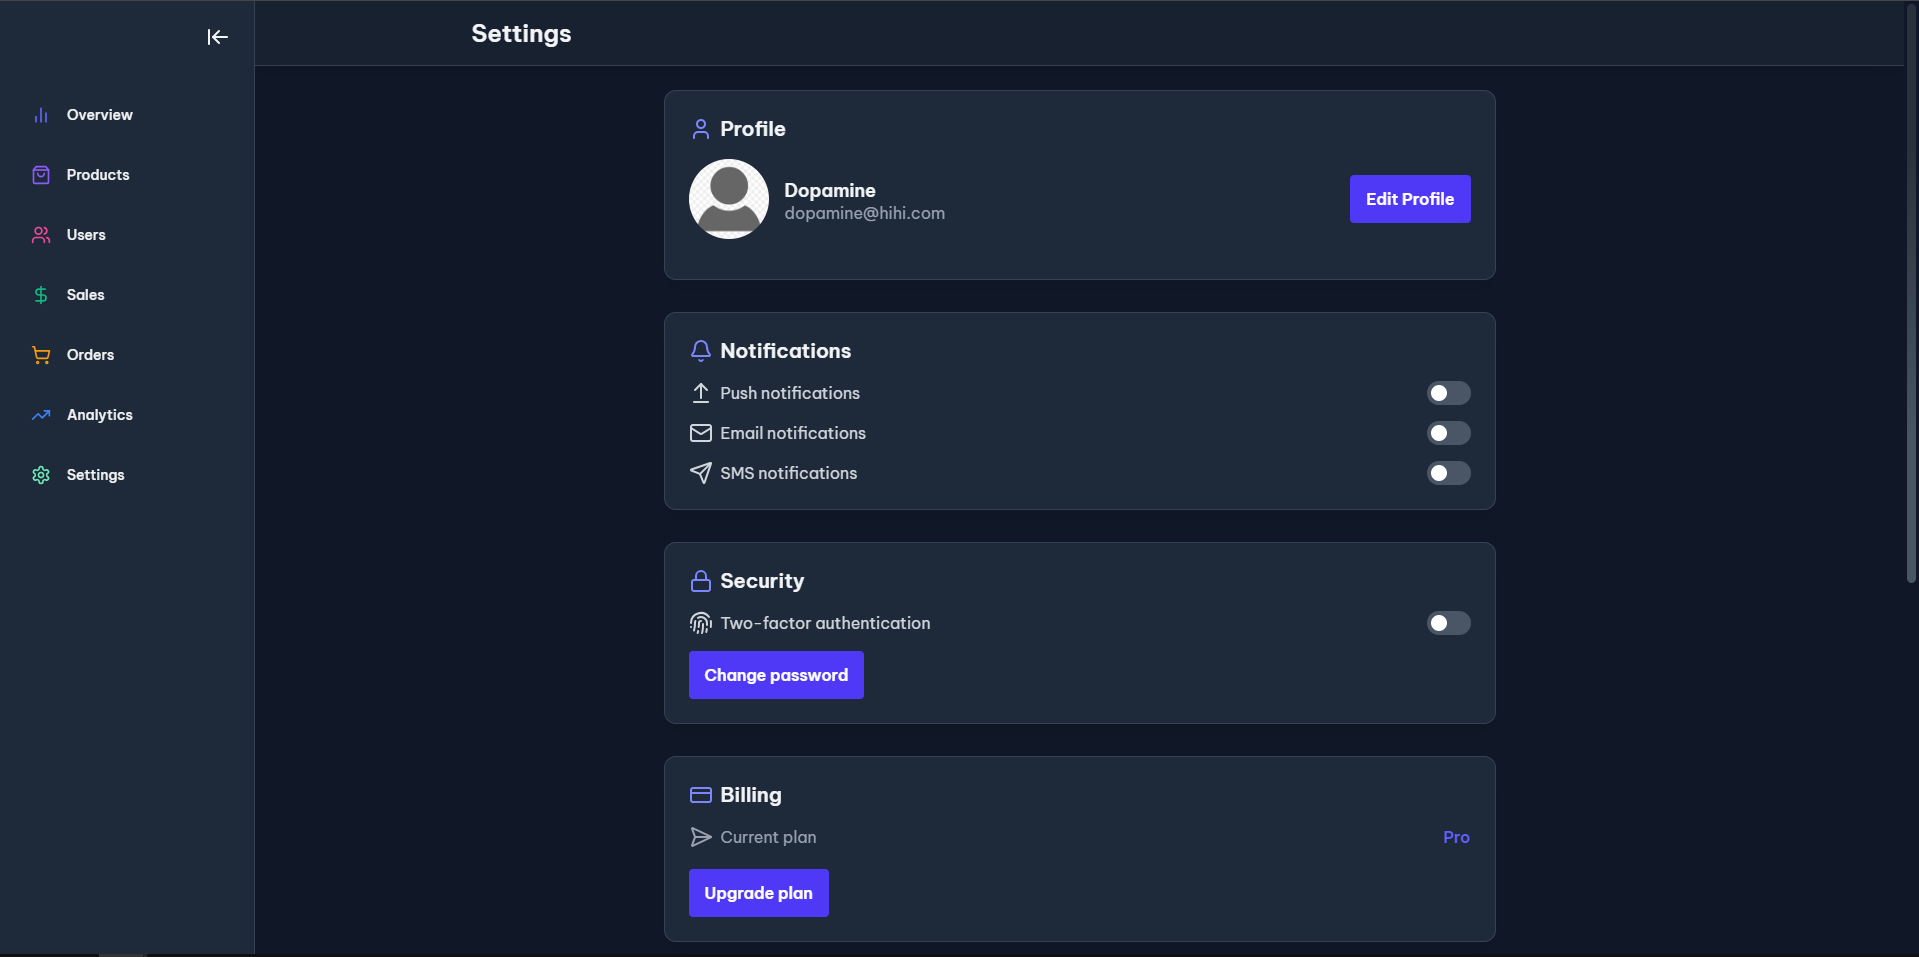 Settings
Overview
Products
Users
Sales
Orders
Analytics
Settings
Profile
Dopamine
dopamine@hihi.com
Edit Profile
Notifications
Push notifications
Email notifications
SMS notifications
Security
Two-factor authentication
Change password
Billing
Current plan
Pro
Upgrade plan